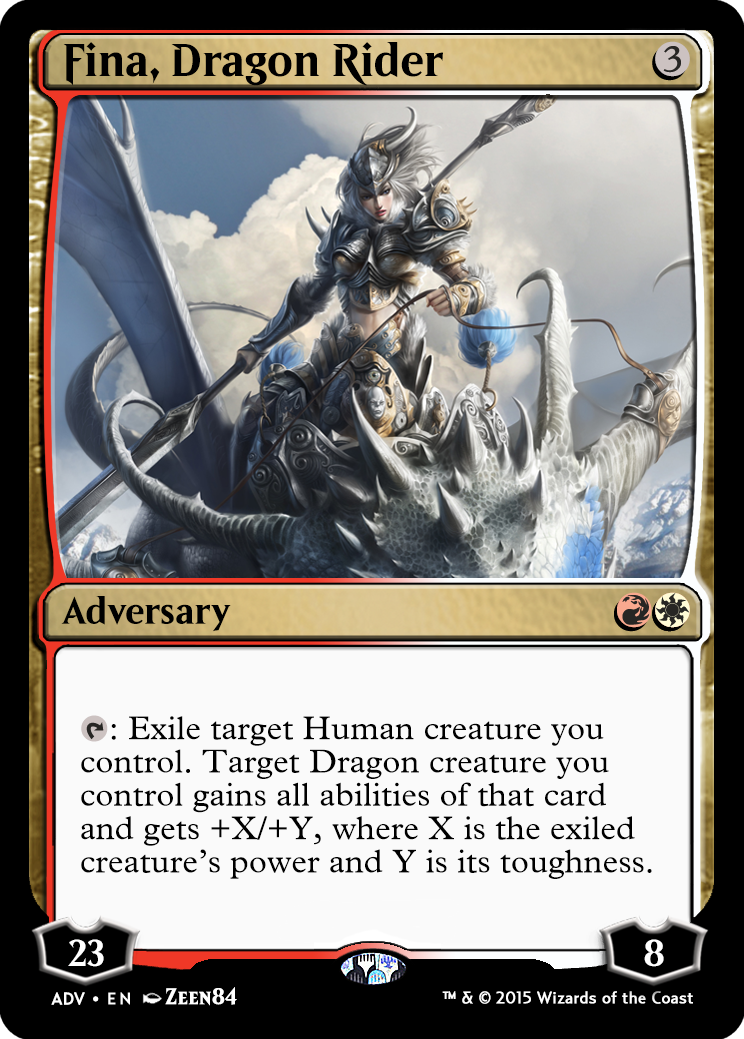 Fina, Dragon Rider 3
Adversary
: Exile target Human creature you
control. Target Dragon creature you
control gains all abilities of that card
and gets +X/+Y, where X is the exiled
creature’s power and Y is its toughness.
23
8
ADV • EN ZEEN84
™ & © 2015 Wizards of the Coast